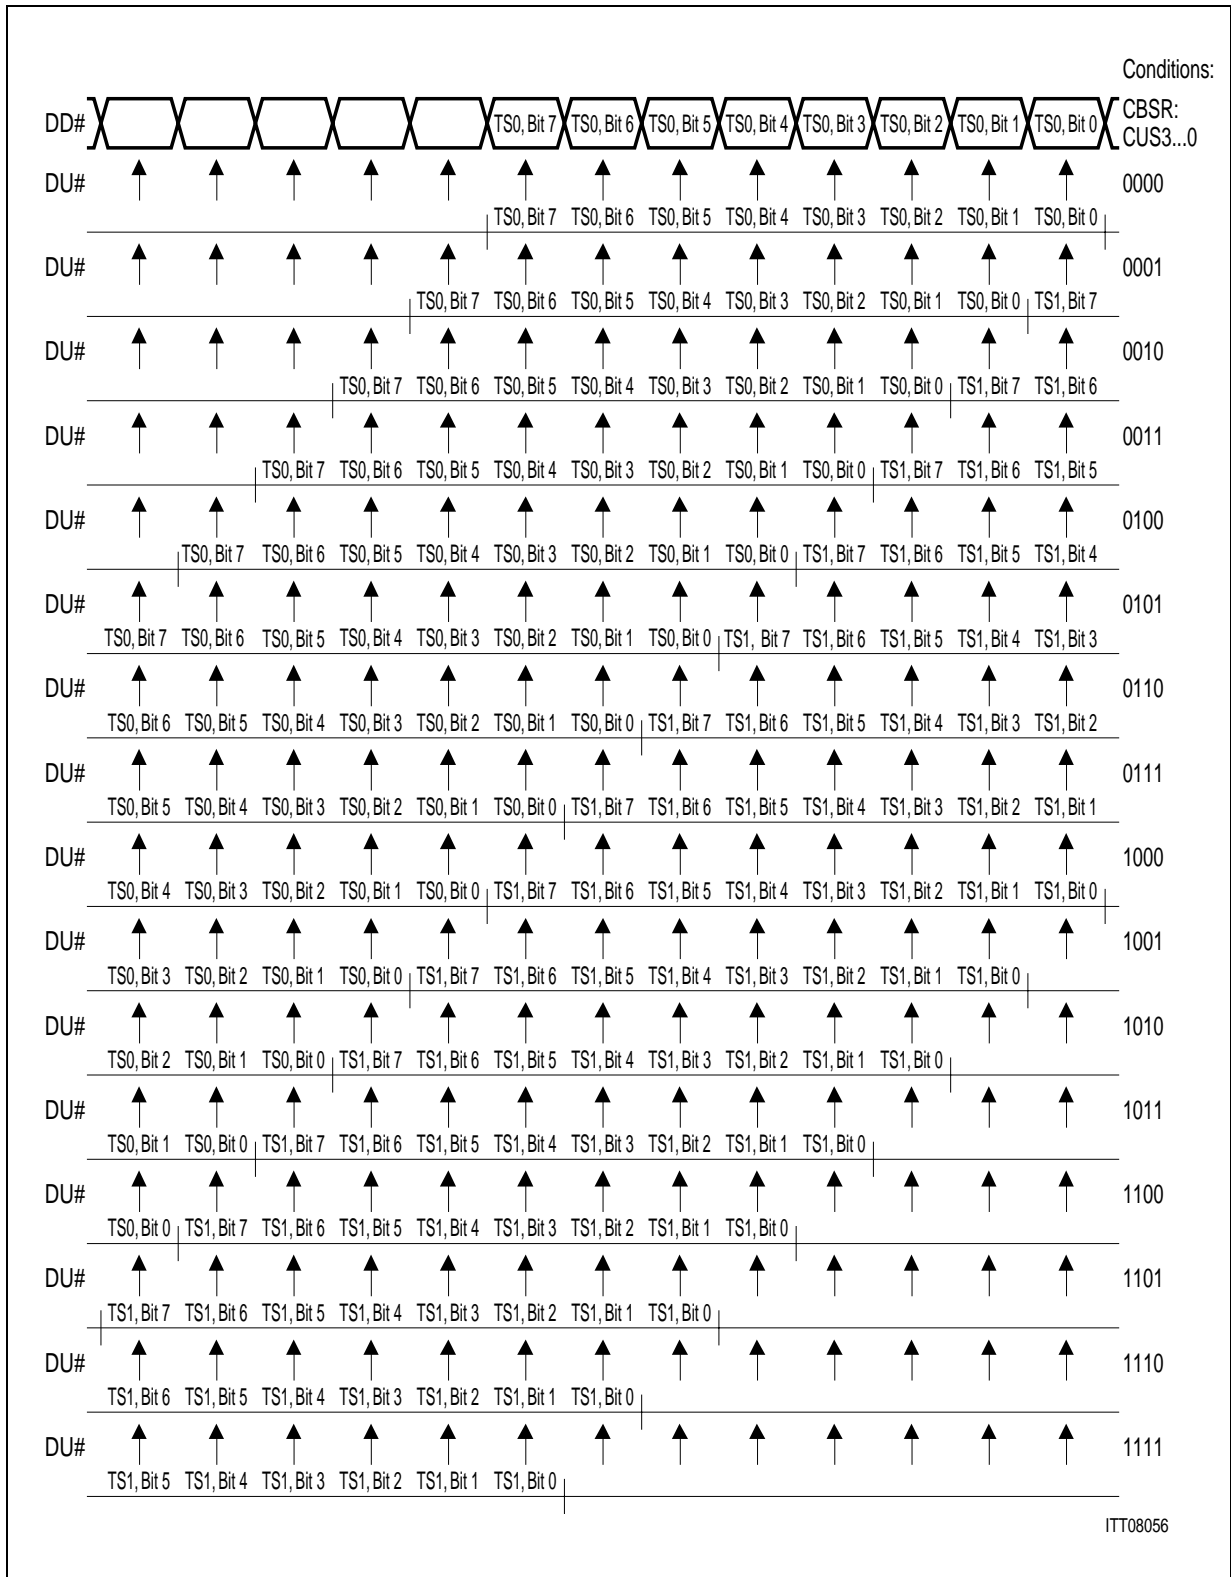 Conditions:
DD# TS0, Bit 7 TS0, Bit 6 TS0, Bit 5 TS0, Bit 4 TS0, Bit 3 TS0, Bit 2 TS0, Bit 1 TS0, Bit 0 CBSR:
CUS3...0
DU# 0000
TS0, Bit 7 TS0, Bit 6 TS0, Bit 5 TS0, Bit 4 TS0, Bit 3 TS0, Bit 2 TS0, Bit 1 TS0, Bit 0
DU# 0001
TS0, Bit 7 TS0, Bit 6 TS0, Bit 5 TS0, Bit 4 TS0, Bit 3 TS0, Bit 2 TS0, Bit 1 TS0, Bit 0 TS1, Bit 7
DU# 0010
TS0, Bit 7 TS0, Bit 6 TS0, Bit 5 TS0, Bit 4 TS0, Bit 3 TS0, Bit 2 TS0, Bit 1 TS0, Bit 0 TS1, Bit 7 TS1, Bit 6
DU# 0011
TS0, Bit 7 TS0, Bit 6 TS0, Bit 5 TS0, Bit 4 TS0, Bit 3 TS0, Bit 2 TS0, Bit 1 TS0, Bit 0 TS1, Bit 7 TS1, Bit 6 TS1, Bit 5
DU# 0100
TS0, Bit 7 TS0, Bit 6 TS0, Bit 5 TS0, Bit 4 TS0, Bit 3 TS0, Bit 2 TS0, Bit 1 TS0, Bit 0 TS1, Bit 7 TS1, Bit 6 TS1, Bit 5 TS1, Bit 4
DU# 0101
TS0, Bit 7 TS0, Bit 6 TS0, Bit 5 TS0, Bit 4 TS0, Bit 3 TS0, Bit 2 TS0, Bit 1 TS0, Bit 0 TS1, Bit 7 TS1, Bit 6 TS1, Bit 5 TS1, Bit 4 TS1, Bit 3
DU# 0110
TS0, Bit 6 TS0, Bit 5 TS0, Bit 4 TS0, Bit 3 TS0, Bit 2 TS0, Bit 1 TS0, Bit 0 TS1, Bit 7 TS1, Bit 6 TS1, Bit 5 TS1, Bit 4 TS1, Bit 3 TS1, Bit 2
DU# 0111
TS0, Bit 5 TS0, Bit 4 TS0, Bit 3 TS0, Bit 2 TS0, Bit 1 TS0, Bit 0 TS1, Bit 7 TS1, Bit 6 TS1, Bit 5 TS1, Bit 4 TS1, Bit 3 TS1, Bit 2 TS1, Bit 1
DU# 1000
TS0, Bit 4 TS0, Bit 3 TS0, Bit 2 TS0, Bit 1 TS0, Bit 0 TS1, Bit 7 TS1, Bit 6 TS1, Bit 5 TS1, Bit 4 TS1, Bit 3 TS1, Bit 2 TS1, Bit 1 TS1, Bit 0
DU# 1001
TS0, Bit 3 TS0, Bit 2 TS0, Bit 1 TS0, Bit 0 TS1, Bit 7 TS1, Bit 6 TS1, Bit 5 TS1, Bit 4 TS1, Bit 3 TS1, Bit 2 TS1, Bit 1 TS1, Bit 0
DU# 1010
TS0, Bit 2 TS0, Bit 1 TS0, Bit 0 TS1, Bit 7 TS1, Bit 6 TS1, Bit 5 TS1, Bit 4 TS1, Bit 3 TS1, Bit 2 TS1, Bit 1 TS1, Bit 0
DU# 1011
TS0, Bit 1 TS0, Bit 0 TS1, Bit 7 TS1, Bit 6 TS1, Bit 5 TS1, Bit 4 TS1, Bit 3 TS1, Bit 2 TS1, Bit 1 TS1, Bit 0
DU# 1100
TS0, Bit 0 TS1, Bit 7 TS1, Bit 6 TS1, Bit 5 TS1, Bit 4 TS1, Bit 3 TS1, Bit 2 TS1, Bit 1 TS1, Bit 0
DU# 1101
TS1, Bit 7 TS1, Bit 6 TS1, Bit 5 TS1, Bit 4 TS1, Bit 3 TS1, Bit 2 TS1, Bit 1 TS1, Bit 0
DU# 1110
TS1, Bit 6 TS1, Bit 5 TS1, Bit 4 TS1, Bit 3 TS1, Bit 2 TS1, Bit 1 TS1, Bit 0
DU# 1111
TS1, Bit 5 TS1, Bit 4 TS1, Bit 3 TS1, Bit 2 TS1, Bit 1 TS1, Bit 0
ITT08056